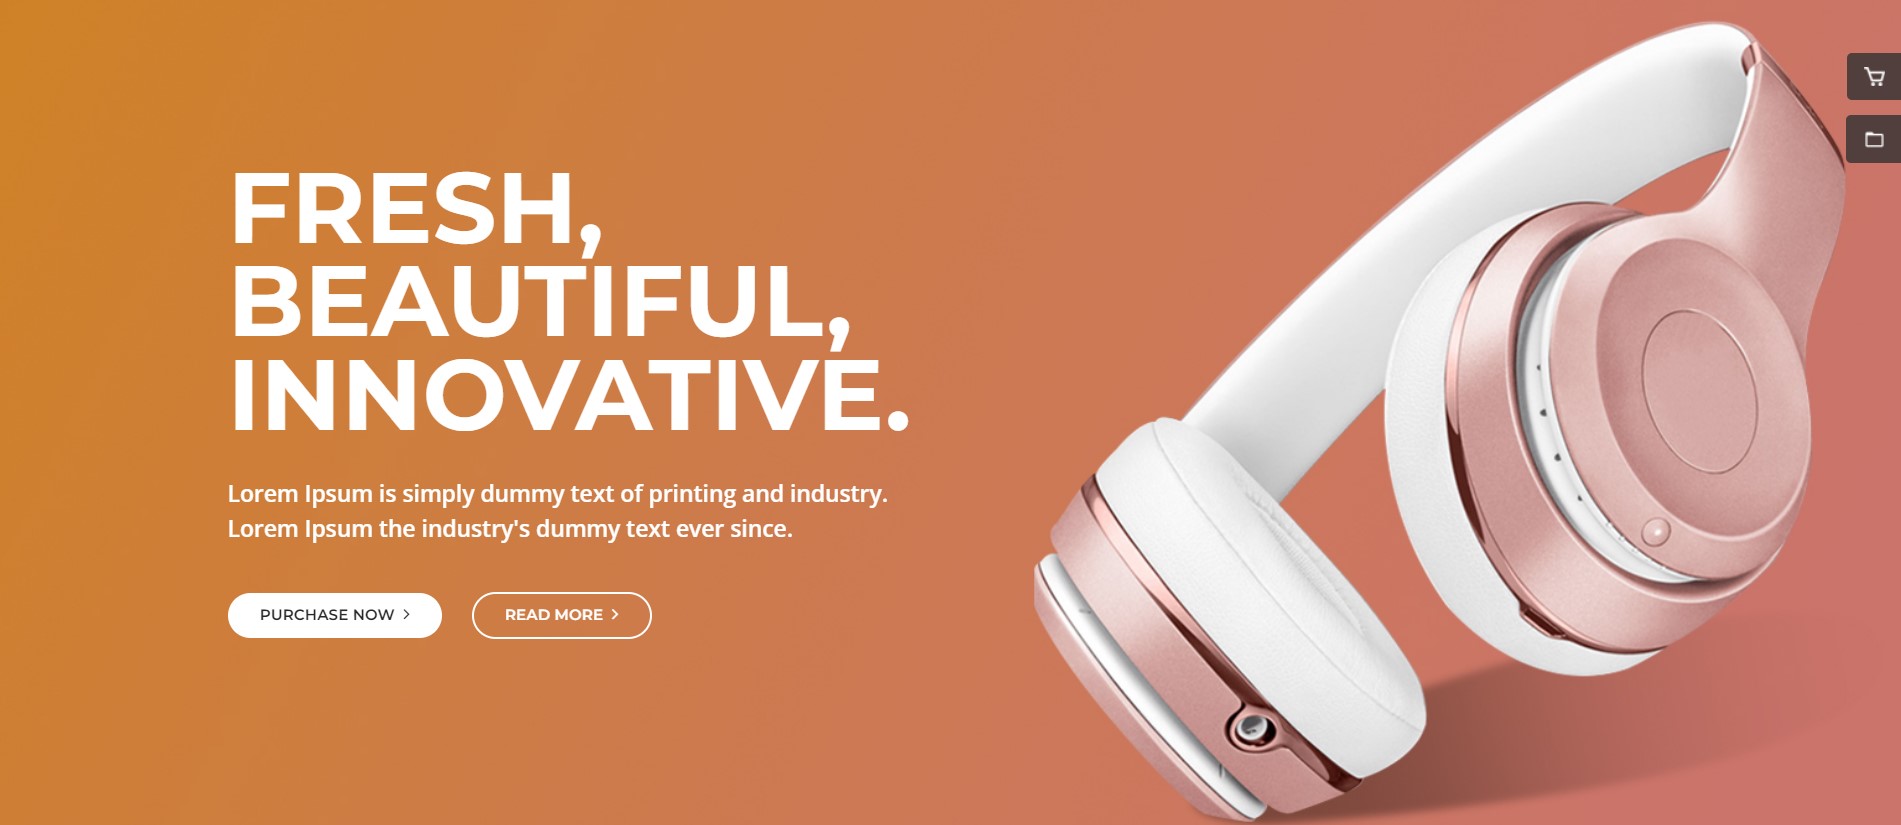 FRESH,
BEAUTIFUL,
INNOVATIVE.
Lorem Ipsum is simply dummy text of printing and industry.
Lorem Ipsum the industry's dummy text ever since.
PURCHASE NOW
READ MORE